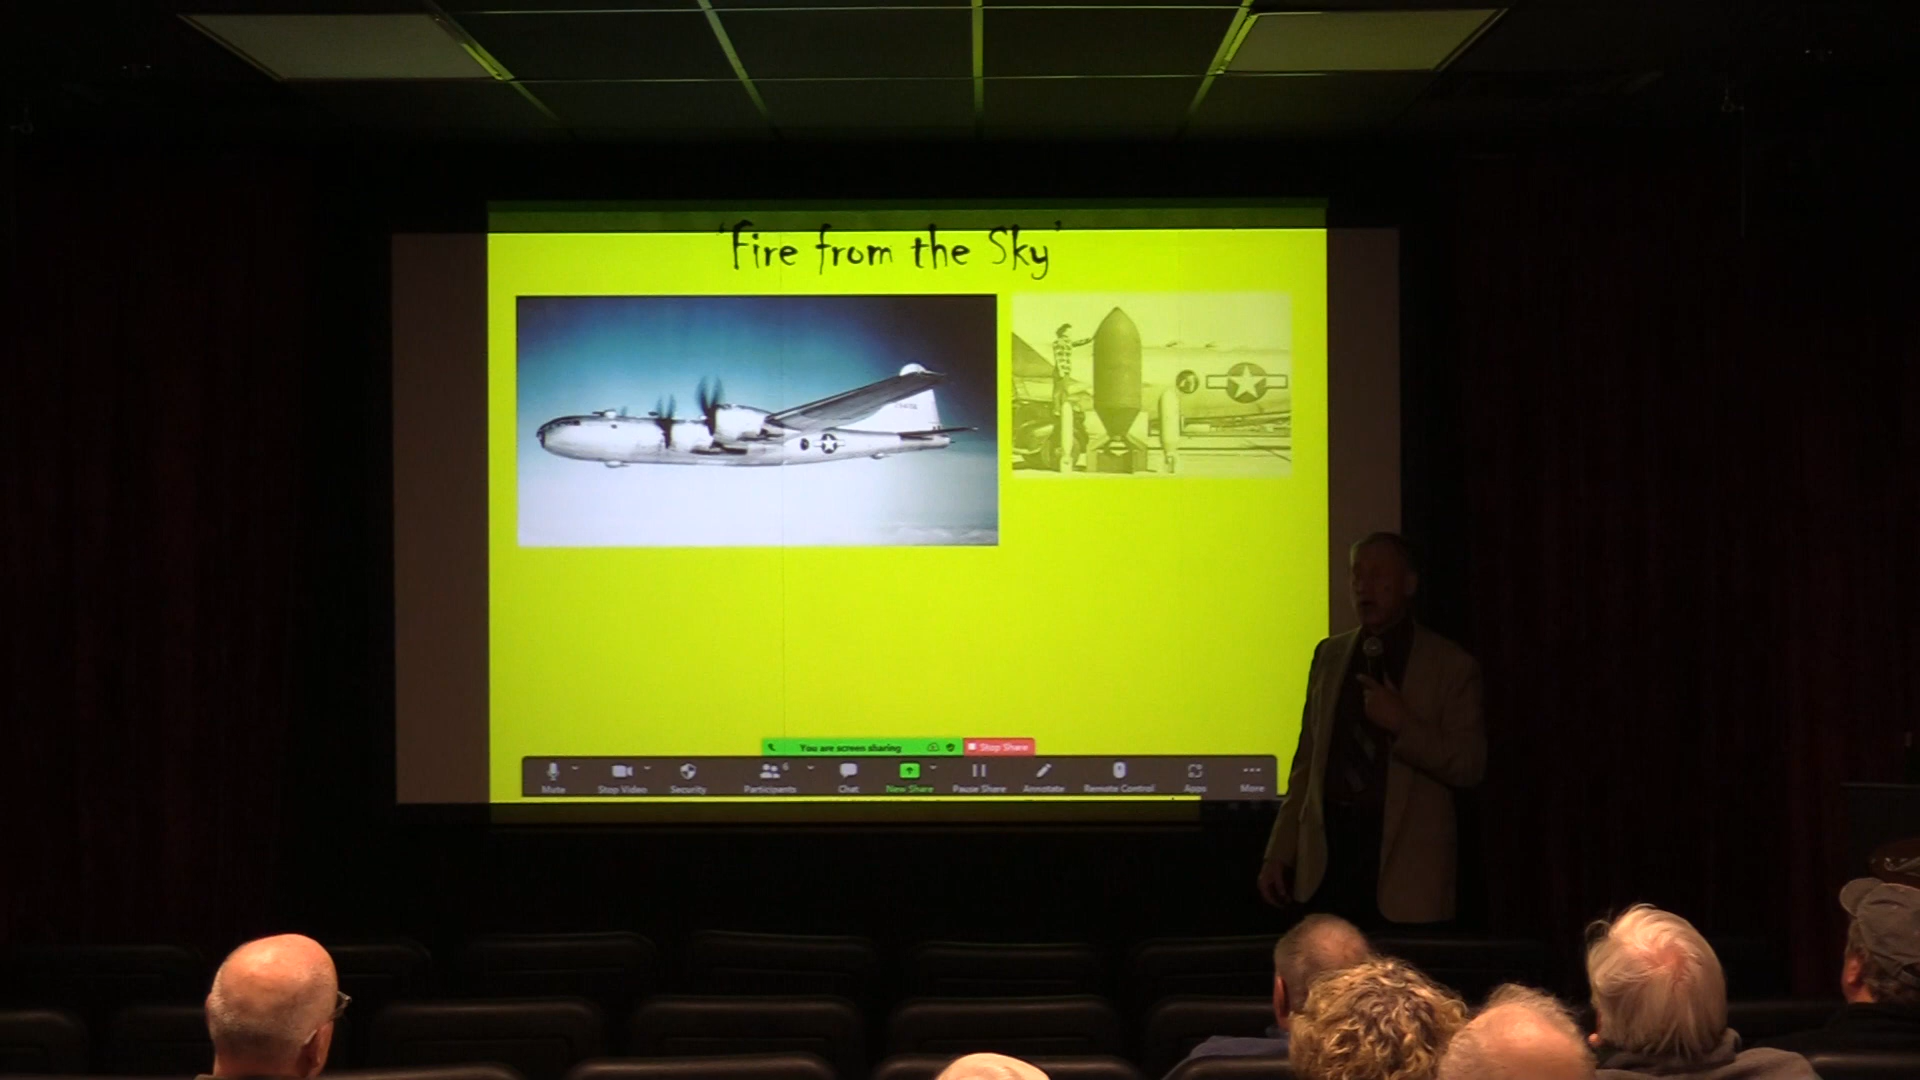 'Fire from the Sky'
You are screen sharing
Stop Share
6
Mute
Stop Video
Security
Participants
Chat
New Share
Pause Share
Annotate
Remote Control
Apps
More